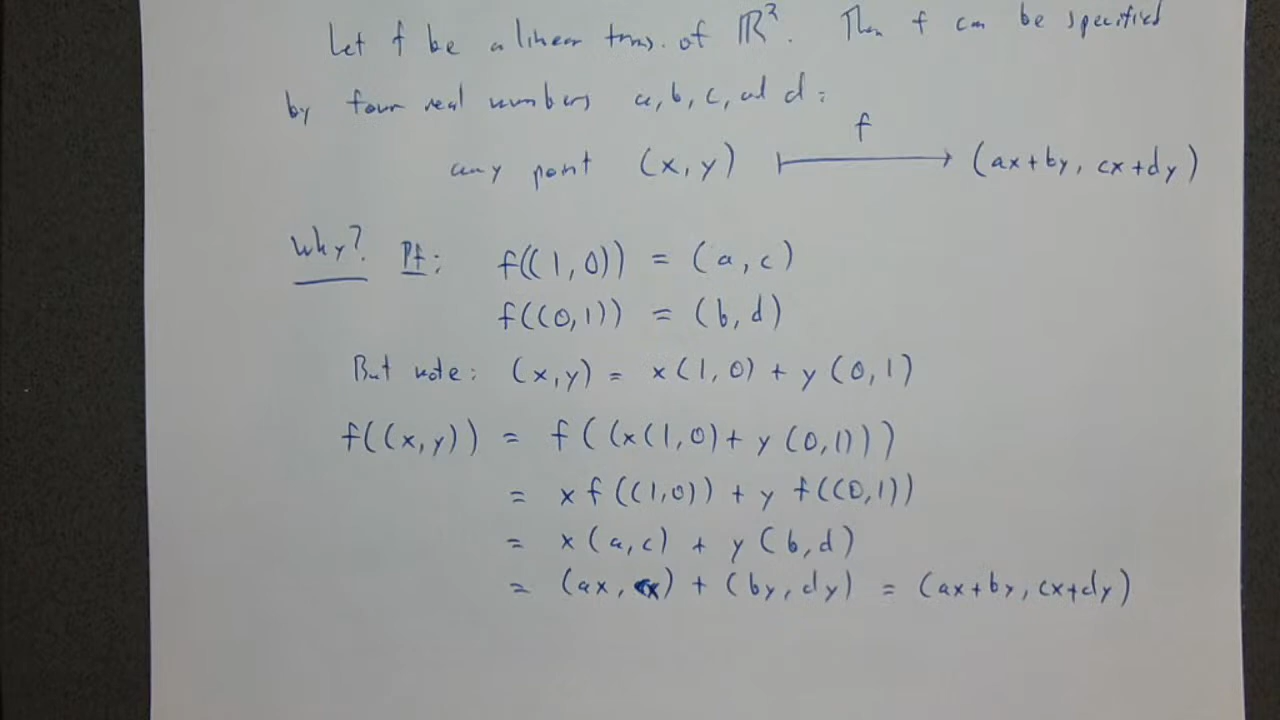 Let f be a linear trans. of ℝ². Then f can be specified
by four real numbers a, b, c, and d:
f
any point (x,y) ⟼ (ax+by, cx+dy)
Why? Pf: f((1,0)) = (a,c)
f((0,1)) = (b,d)
But note: (x,y) = x(1,0) + y(0,1)
f((x,y)) = f((x(1,0)+ y(0,1))
= x f((1,0)) + y f((0,1))
= x(a,c) + y(b,d)
= (ax, cx) + (by, dy) = (ax+by, cx+dy)